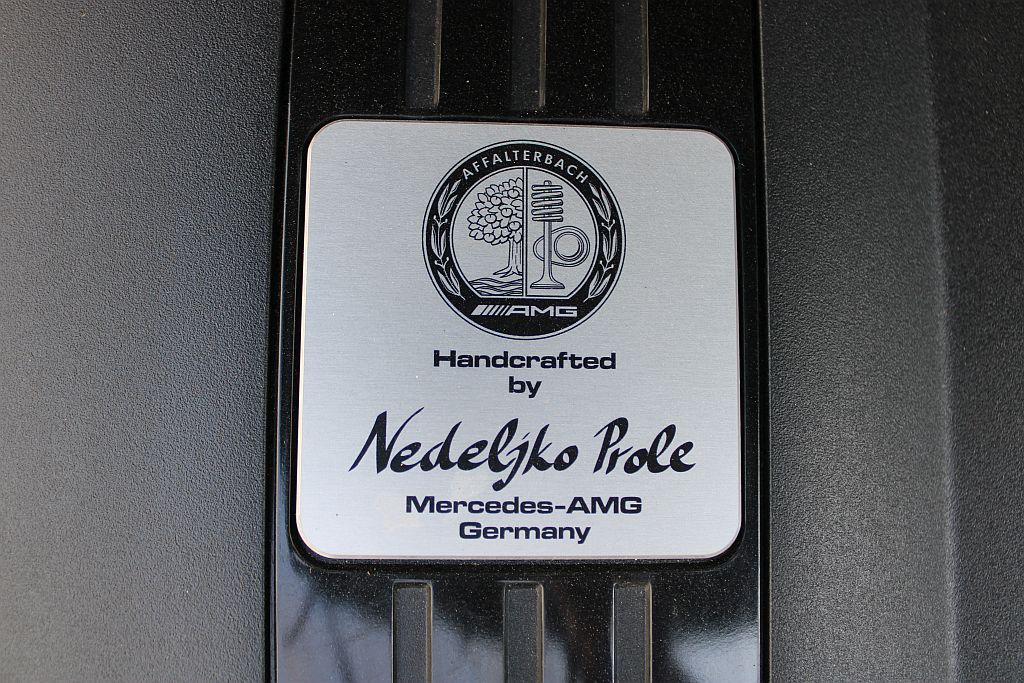 AFFALTERBACH
AMG
Handcrafted
by
Nedeljko Prole
Mercedes-AMG
Germany